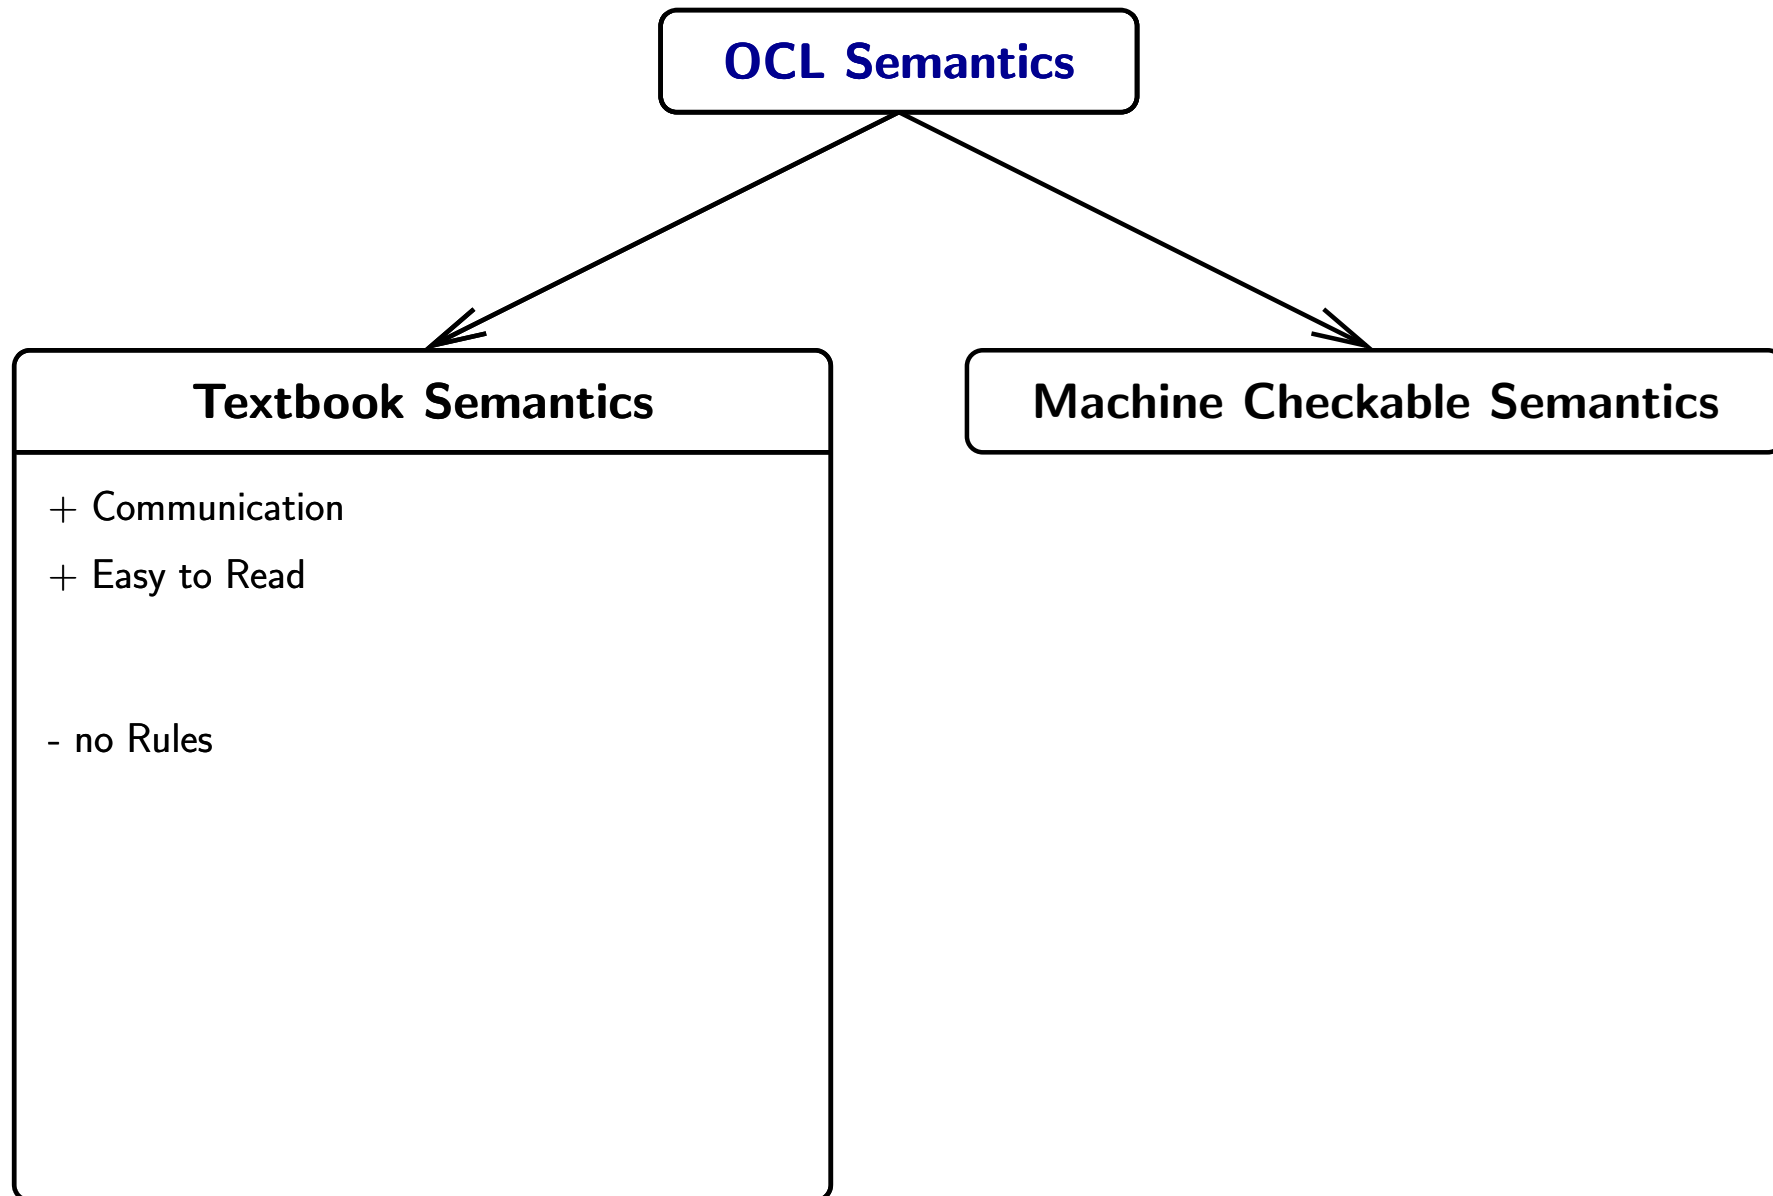 OCL Semantics
Textbook Semantics
+ Communication
+ Easy to Read
- no Rules
Machine Checkable Semantics